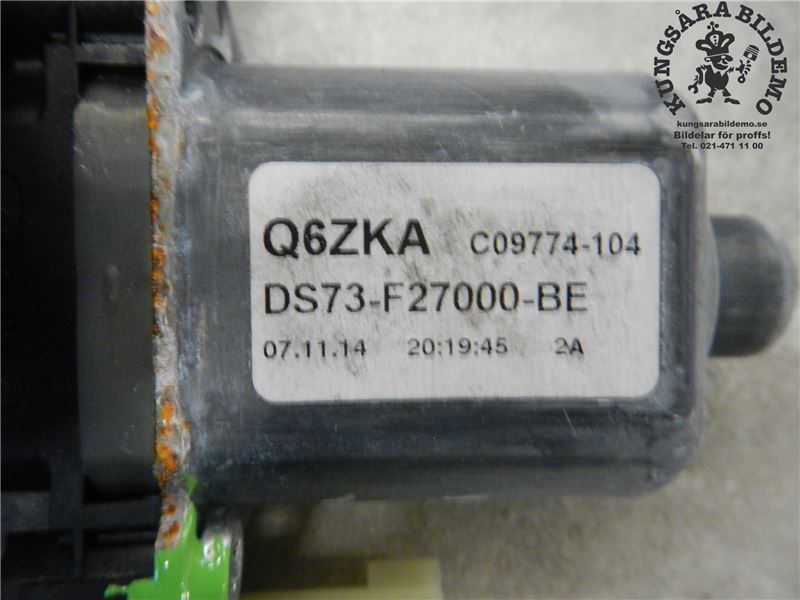 KUNGSÅRA BILDEMO
kungsarabildemo.se
Bildelar för proffs!
Tel. 021-471 11 00
Q6ZKA C09774-104
DS73-F27000-BE
07.11.14 20:19:45 2A